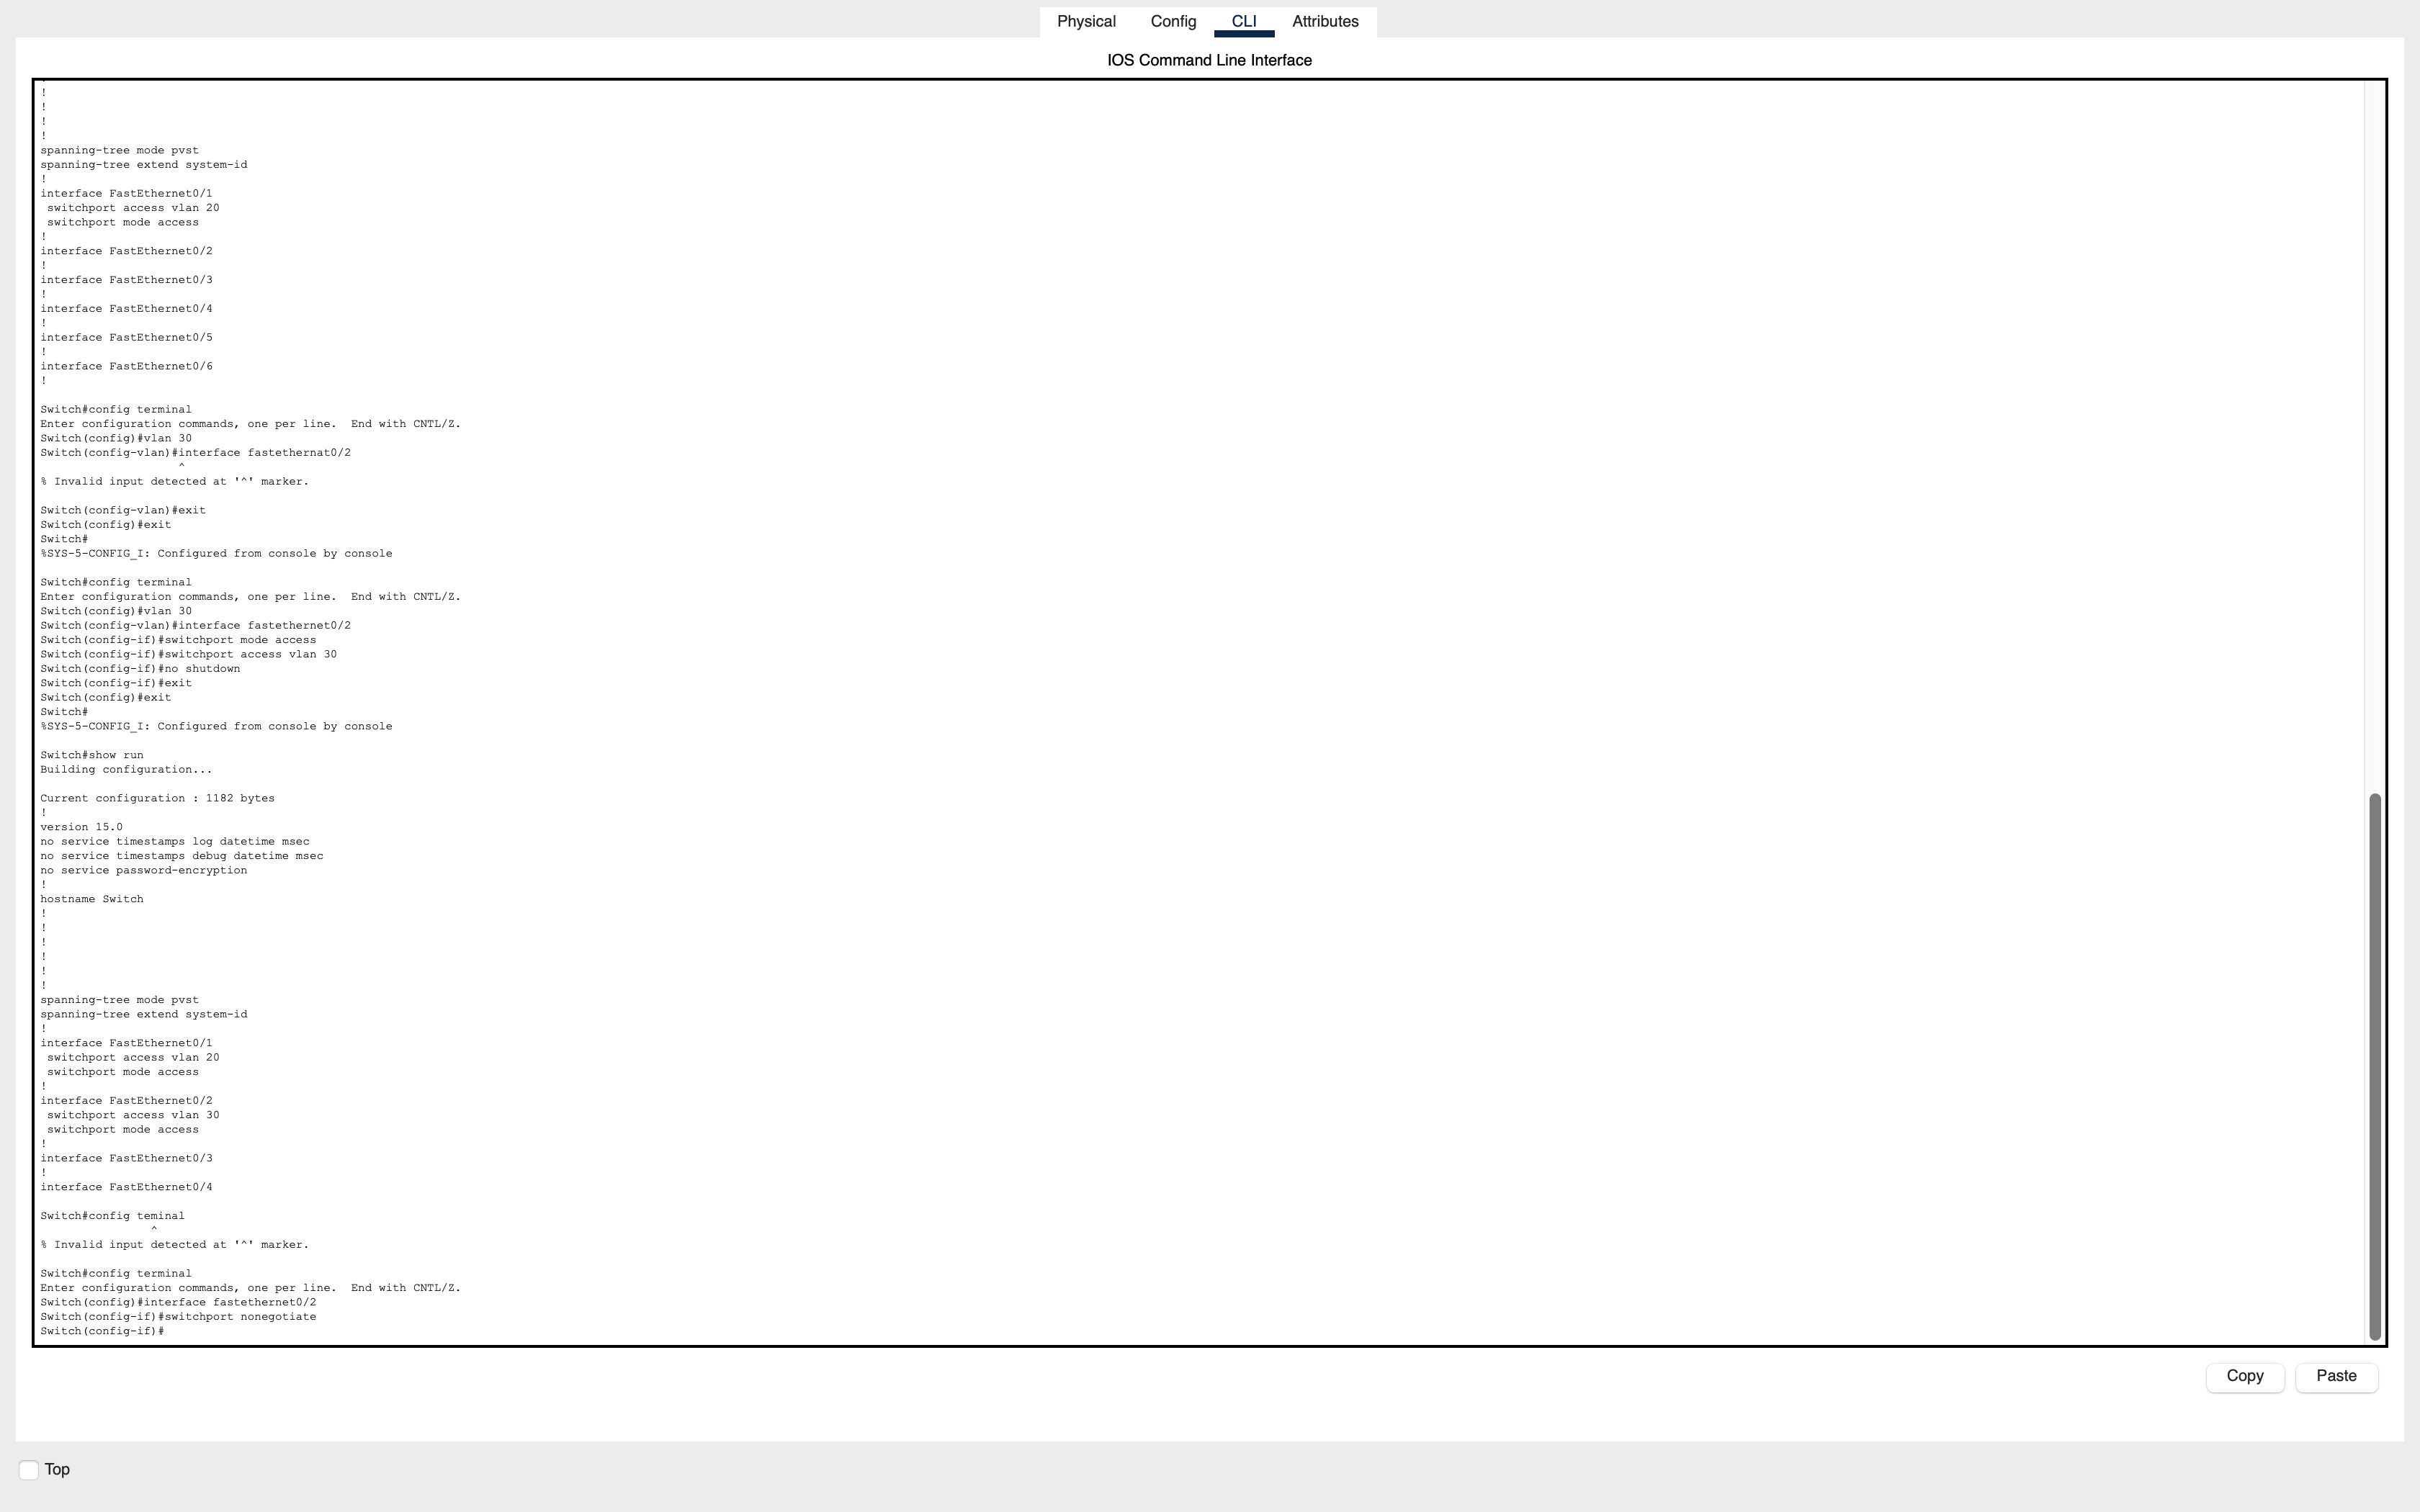 Physical Config CLI Attributes
IOS Command Line Interface
!
!
!
!
spanning-tree mode pvst
spanning-tree extend system-id
!
interface FastEthernet0/1
 switchport access vlan 20
 switchport mode access
!
interface FastEthernet0/2
!
interface FastEthernet0/3
!
interface FastEthernet0/4
!
interface FastEthernet0/5
!
interface FastEthernet0/6
!
Switch#config terminal
Enter configuration commands, one per line.  End with CNTL/Z.
Switch(config)#vlan 30
Switch(config-vlan)#interface fastethernat0/2
^
% Invalid input detected at '^' marker.
Switch(config-vlan)#exit
Switch(config)#exit
Switch#
%SYS-5-CONFIG_I: Configured from console by console
Switch#config terminal
Enter configuration commands, one per line.  End with CNTL/Z.
Switch(config)#vlan 30
Switch(config-vlan)#interface fastethernet0/2
Switch(config-if)#switchport mode access
Switch(config-if)#switchport access vlan 30
Switch(config-if)#no shutdown
Switch(config-if)#exit
Switch(config)#exit
Switch#
%SYS-5-CONFIG_I: Configured from console by console
Switch#show run
Building configuration...
Current configuration : 1182 bytes
!
version 15.0
no service timestamps log datetime msec
no service timestamps debug datetime msec
no service password-encryption
!
hostname Switch
!
!
!
!
!
!
spanning-tree mode pvst
spanning-tree extend system-id
!
interface FastEthernet0/1
 switchport access vlan 20
 switchport mode access
!
interface FastEthernet0/2
 switchport access vlan 30
 switchport mode access
!
interface FastEthernet0/3
!
interface FastEthernet0/4
Switch#config teminal
^
% Invalid input detected at '^' marker.
Switch#config terminal
Enter configuration commands, one per line.  End with CNTL/Z.
Switch(config)#interface fastethernet0/2
Switch(config-if)#switchport nonegotiate
Switch(config-if)#
Copy Paste
Top